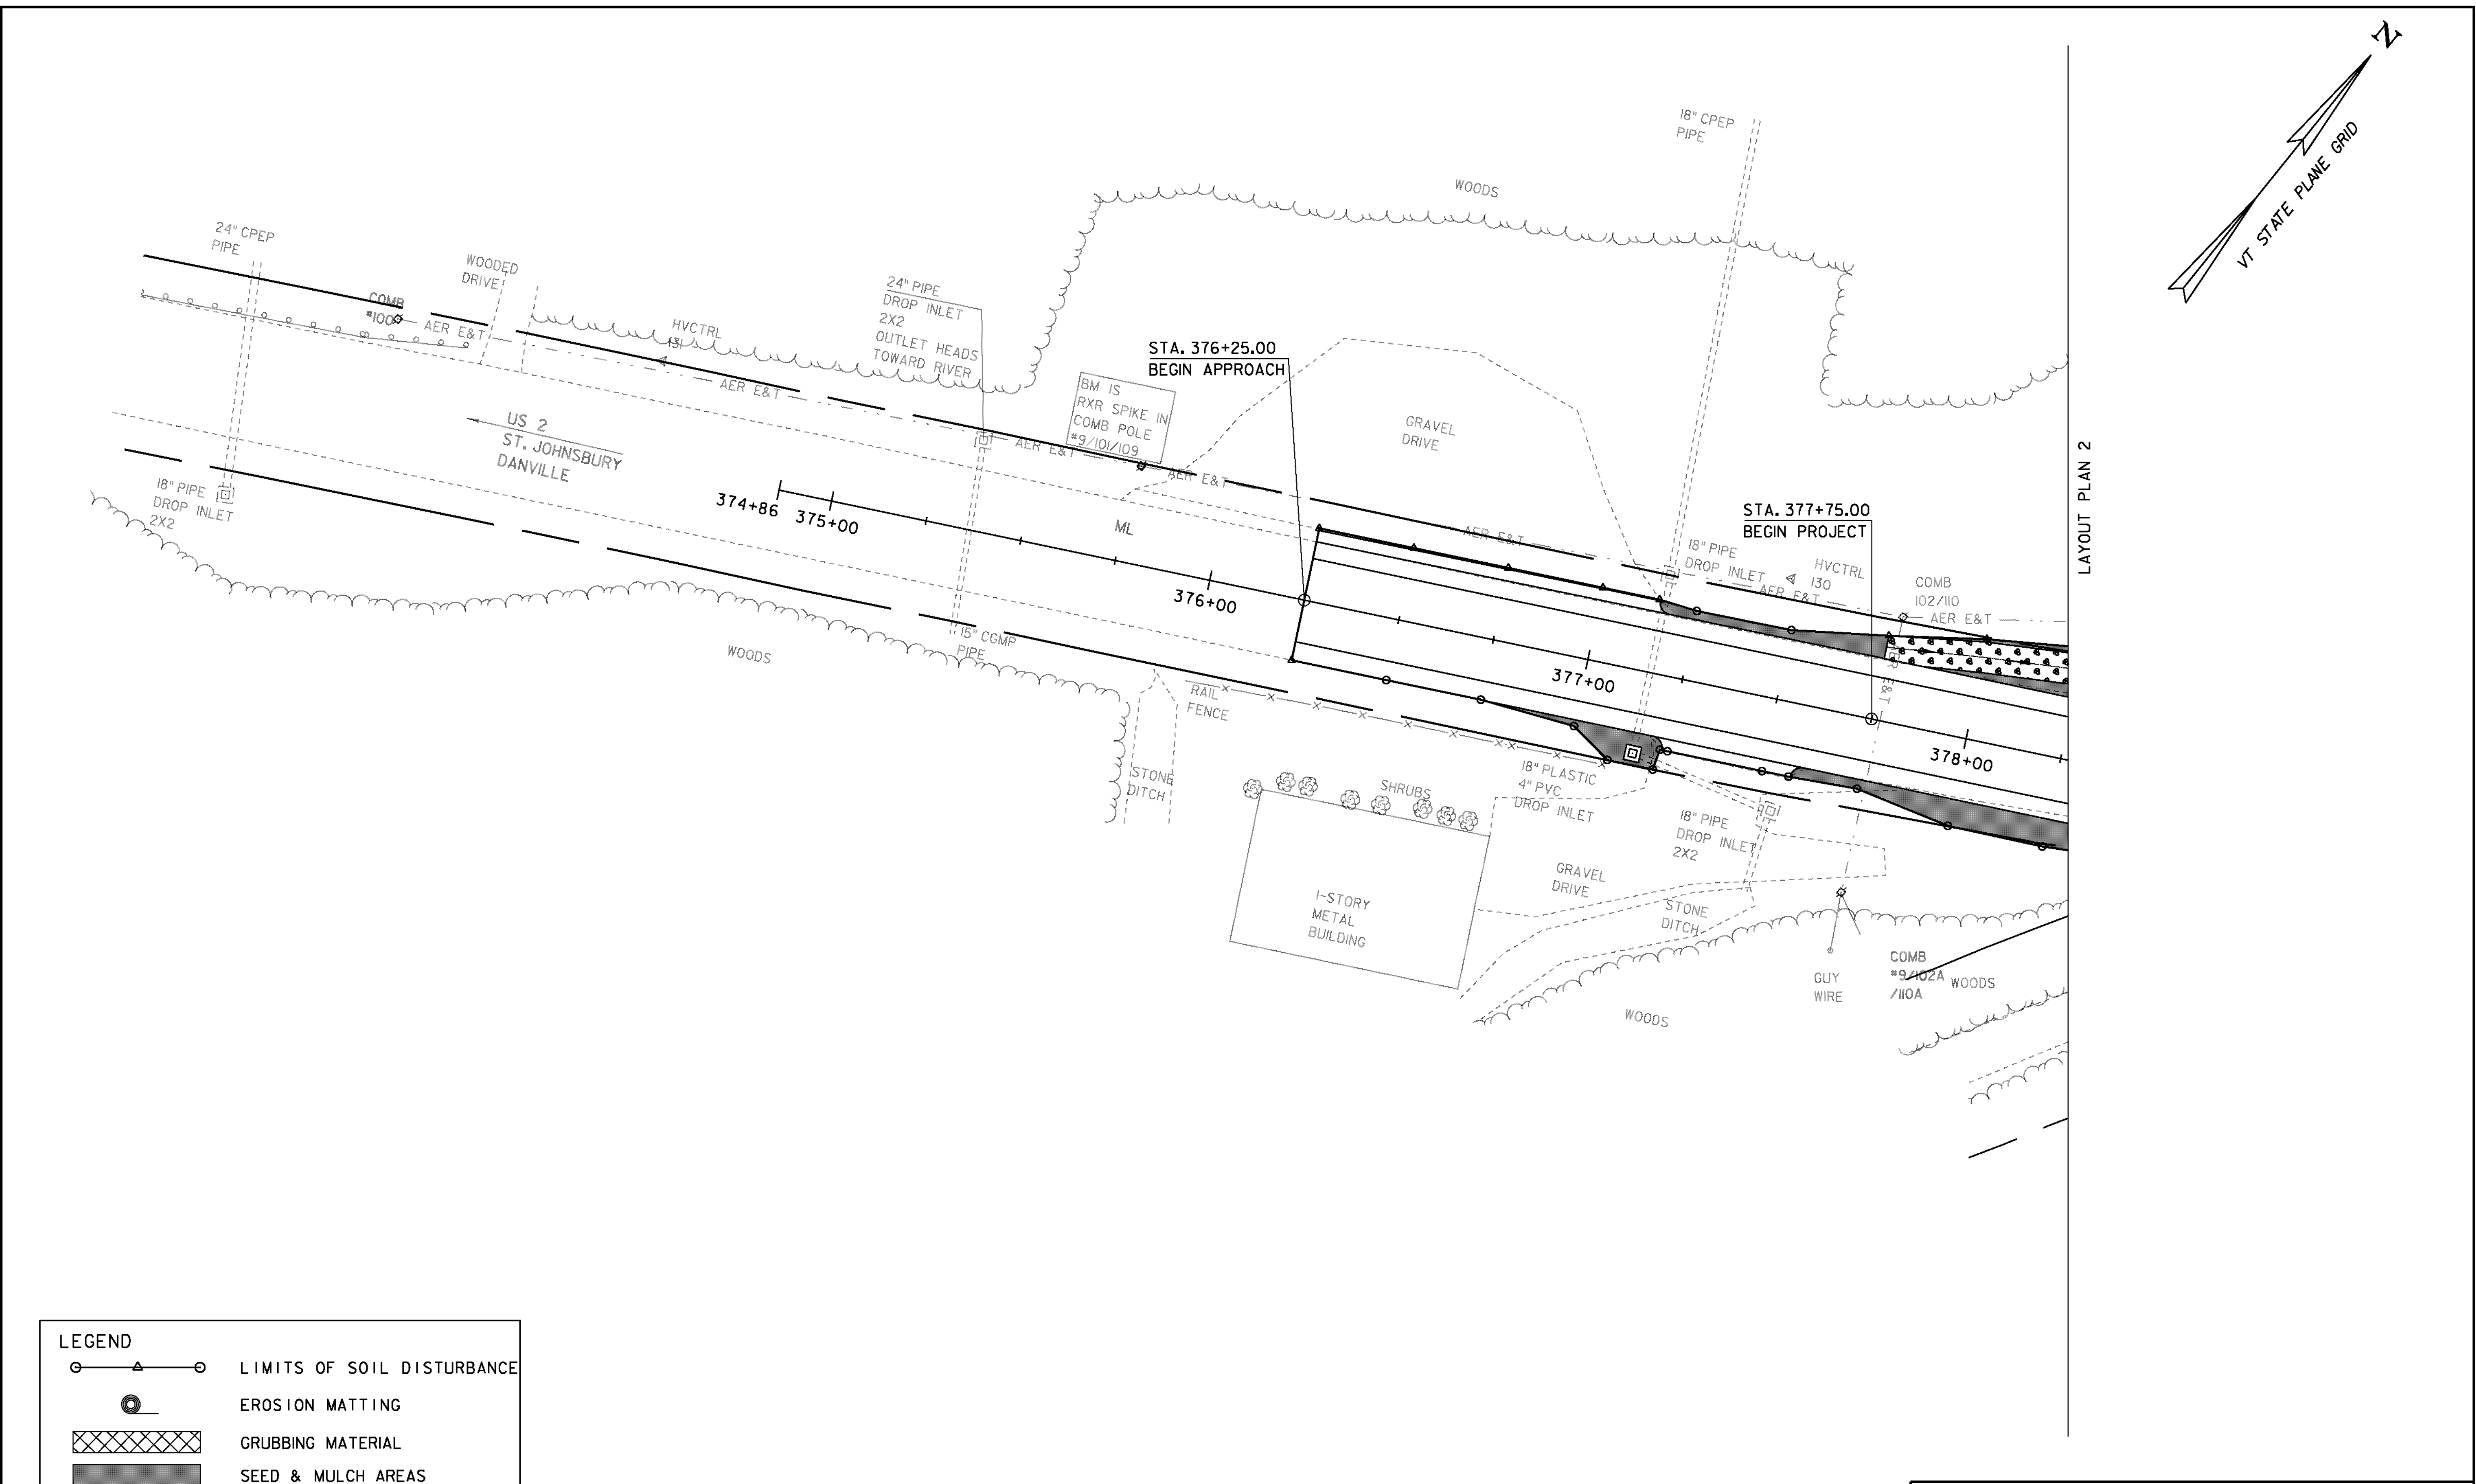 N
VT STATE PLANE GRID
18" CPEP
PIPE
WOODS
24" CPEP
PIPE
WOODED
DRIVE
COMB
#100
AER E&T
HVCTRL
131
AER E&T
24" PIPE
DROP INLET
2X2
OUTLET HEADS
TOWARD RIVER
BM IS
RXR SPIKE IN
COMB POLE
#9/101/109
AER E&T
AER E&T
STA. 376+25.00
BEGIN APPROACH
GRAVEL
DRIVE
AER E&T
STA. 377+75.00
BEGIN PROJECT
18" PIPE
DROP INLET
HVCTRL
130
AER E&T
COMB
102/110
AER E&T
AER E&T
LAYOUT PLAN 2
US 2
ST. JOHNSBURY
DANVILLE
18" PIPE
DROP INLET
2X2
374+86
375+00
ML
376+00
377+00
378+00
15" CGMP
PIPE
WOODS
RAIL
FENCE
STONE
DITCH
SHRUBS
18" PLASTIC
4" PVC
DROP INLET
18" PIPE
DROP INLET
2X2
1-STORY
METAL
BUILDING
GRAVEL
DRIVE
STONE
DITCH
WOODS
GUY
WIRE
COMB
#9/102A
/110A
WOODS
LEGEND
LIMITS OF SOIL DISTURBANCE
EROSION MATTING
GRUBBING MATERIAL
SEED & MULCH AREAS